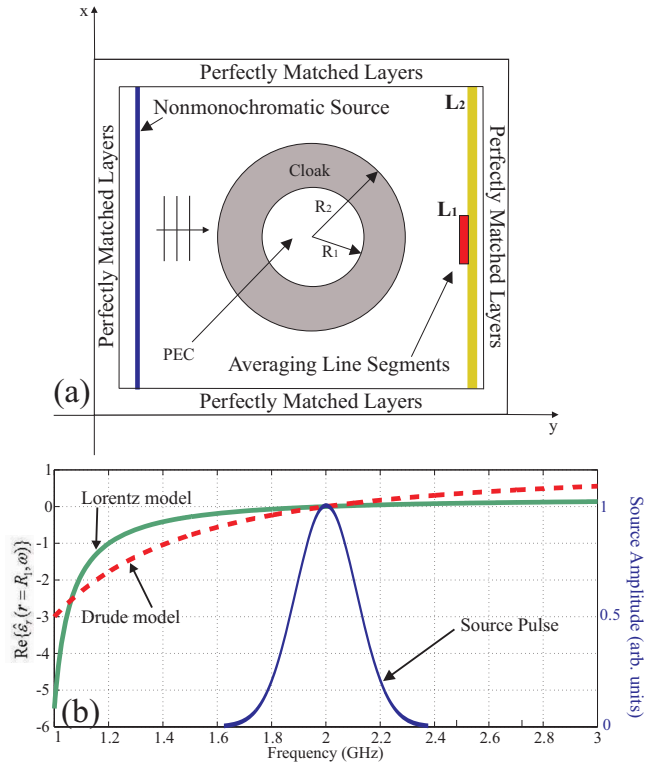 x
Perfectly Matched Layers
Nonmonochromatic Source
L2
Perfectly Matched Layers
Perfectly Matched Layers
Cloak
R2
L1
R1
PEC
Averaging Line Segments
(a)
Perfectly Matched Layers
y
1
0
-1
-2
-3
-4
-5
-6
Re{ε̂r(r = R1,ω)}
Lorentz model
Drude model
Source Pulse
(b)
1
0.5
0
Source Amplitude (arb. units)
1 1.2 1.4 1.6 1.8 2 2.2 2.4 2.6 2.8 3
Frequency (GHz)